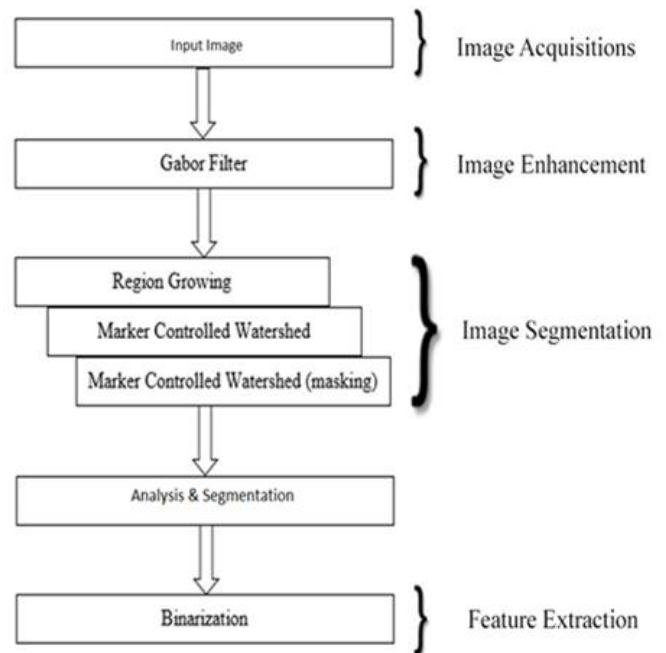 Input Image
Image Acquisitions
Gabor Filter
Image Enhancement
Region Growing
Marker Controlled Watershed
Image Segmentation
Marker Controlled Watershed (masking)
Analysis & Segmentation
Binarization
Feature Extraction